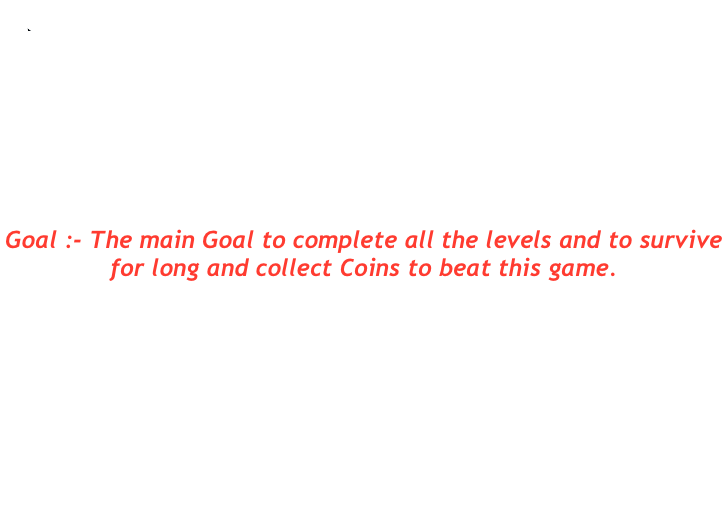 Goal :- The main Goal to complete all the levels and to survive
for long and collect Coins to beat this game.